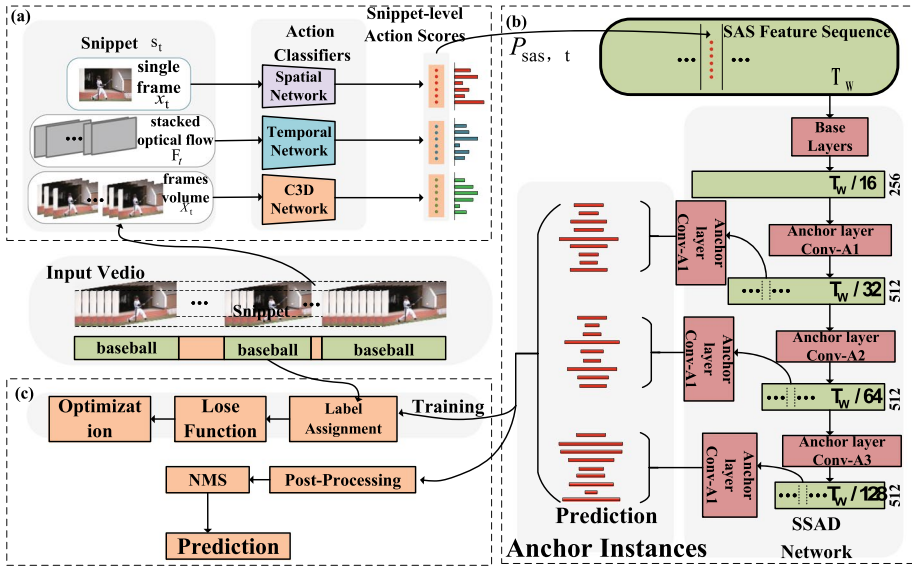 (a)
Snippet s_t
Action
Classifiers
Snippet-level
Action Scores
single
frame
x_t
Spatial
Network
stacked
optical flow
F_t
Temporal
Network
frames
volume
X_t
C3D
Network
Input Vedio
Snippet
baseball
baseball
baseball
(b)
P_sas, t
SAS Feature Sequence
T_W
Base
Layers
T_W / 16
256
Anchor layer
Conv-A1
T_W / 32
512
Anchor layer
Conv-A2
T_W / 64
512
Anchor layer
Conv-A3
T_W / 128
512
Anchor
layer
Conv-A1
Anchor
layer
Conv-A1
Anchor
layer
Conv-A1
Prediction
Anchor Instances
SSAD
Network
(c)
Optimizat
ion
Lose
Function
Label
Assignment
Training
NMS
Post-Processing
Prediction